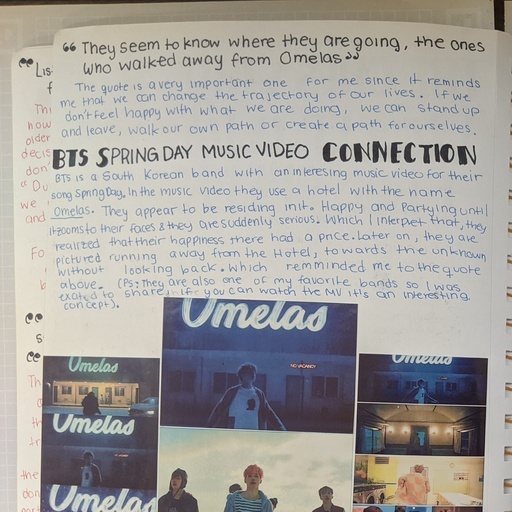 “ They seem to know where they are going, the ones
who walked away from Omelas ”
The quote is a very important one for me since it reminds
me that we can change the trajectory of our lives. If we
don't feel happy with what we are doing, we can stand up
and leave, walk our own path or create a path for ourselves.
BTS SPRING DAY MUSIC VIDEO CONNECTION
BTS is a South Korean band with an interesing music video for their
song Spring Day. In the music video they use a hotel with the name
Omelas. They appear to be residing in it. Happy and Partying until
it zooms to their faces & they are suddenly serious. Which I interpet that, they
realized that their happiness there had a price. Later on, they are
pictured running away from the Hotel, towards the unknown
without looking back. Which remminded me to the quote
above. (Ps: They are also one of my favorite bands so I was
exated to share it. If you can watch the MV it's an interesting
concept).
Omelas
NO VACANCY
Omelas
Omelas
Omelas
Omelas
“ Lis
how
older
decis
don
a Du
we
and
Fo
“
“
Th
the
don